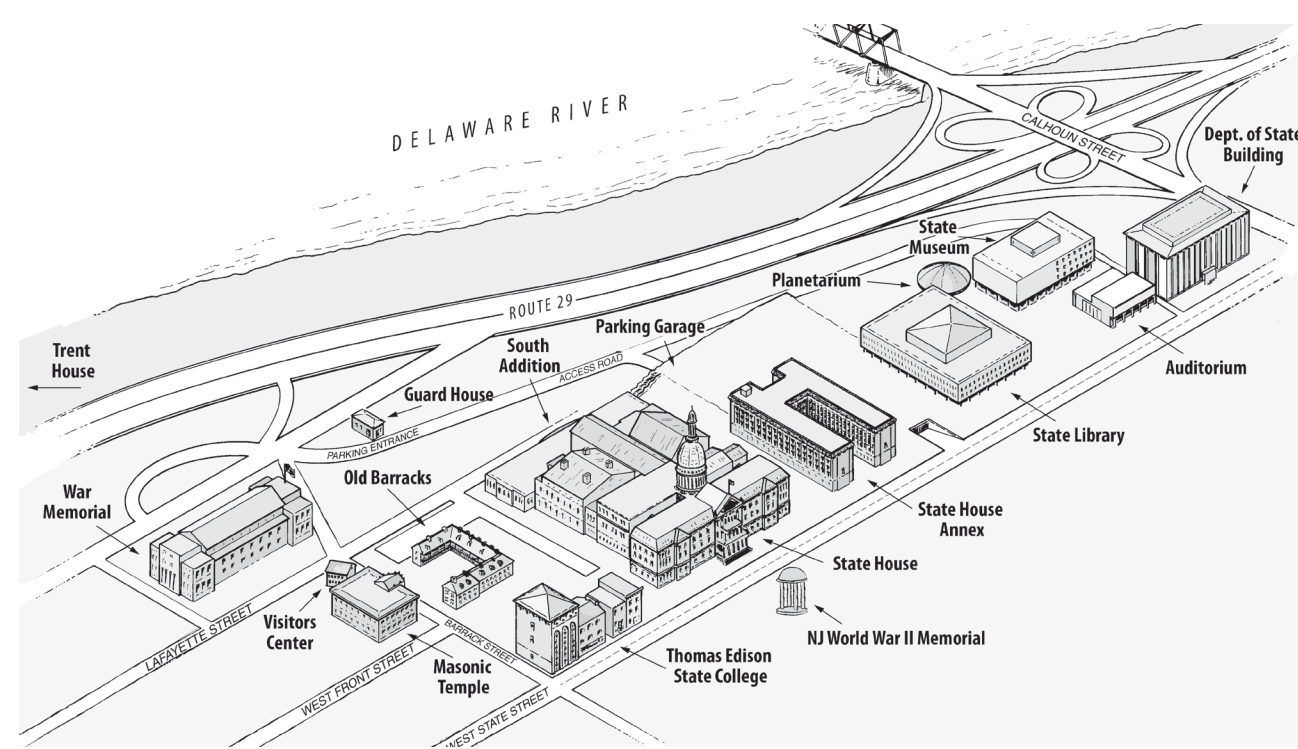 DELAWARE RIVER
CALHOUN STREET
Dept. of State
Building
State
Museum
Planetarium
ROUTE 29
Parking Garage
South
Addition
ACCESS ROAD
Trent
House
Guard House
PARKING ENTRANCE
Auditorium
State Library
Old Barracks
War
Memorial
State House
Annex
State House
NJ World War II Memorial
Visitors
Center
LAFAYETTE STREET
BARRACK STREET
Masonic
Temple
Thomas Edison
State College
WEST FRONT STREET
WEST STATE STREET